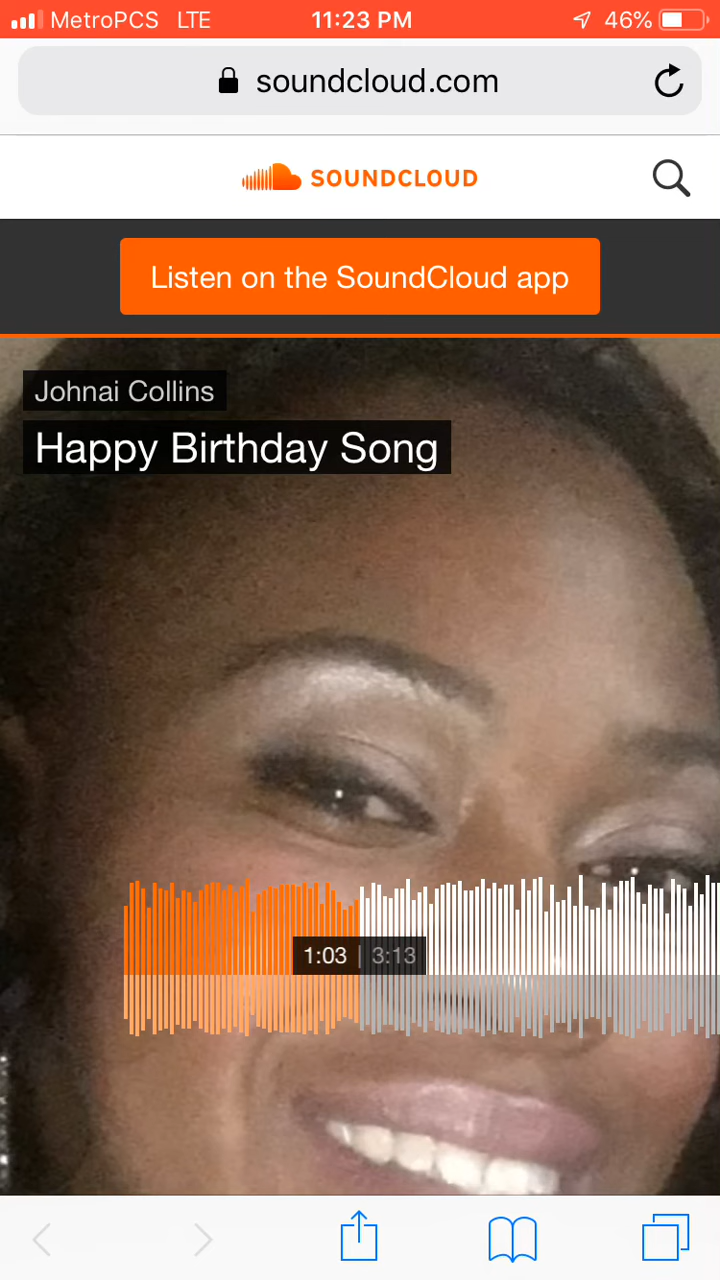 MetroPCS LTE 11:23 PM 46%
soundcloud.com
SOUNDCLOUD
Listen on the SoundCloud app
Johnai Collins
Happy Birthday Song
1:03 | 3:13